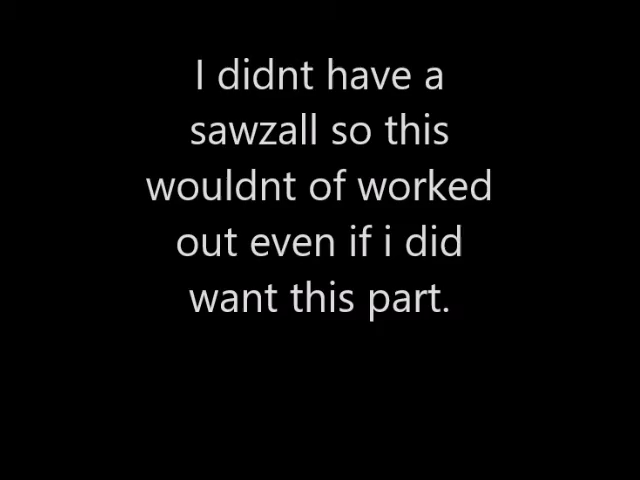 I didnt have a
sawzall so this
wouldnt of worked
out even if i did
want this part.